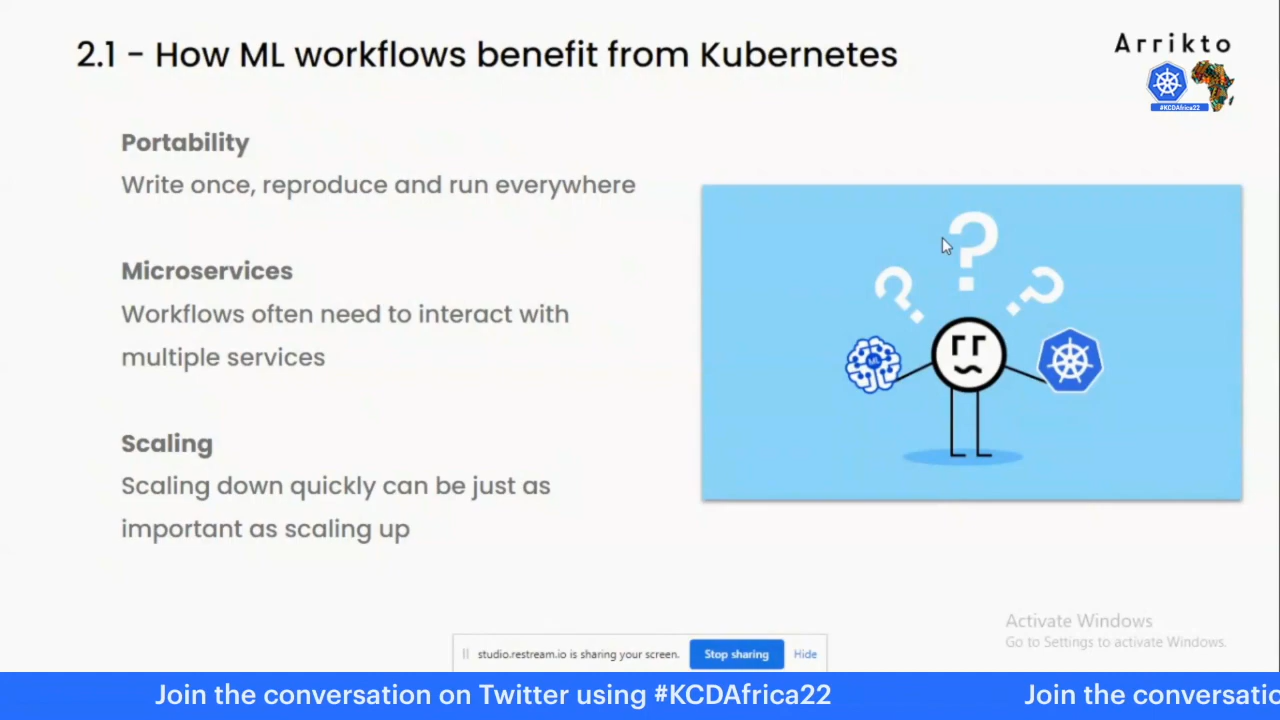 2.1 - How ML workflows benefit from Kubernetes
Arrikto
#KCDAfrica22
Portability
Write once, reproduce and run everywhere
Microservices
Workflows often need to interact with
multiple services
Scaling
Scaling down quickly can be just as
important as scaling up
?
? ?
ML
Activate Windows
Go to Settings to activate Windows.
studio.restream.io is sharing your screen.
Stop sharing
Hide
Join the conversation on Twitter using #KCDAfrica22
Join the conversatic